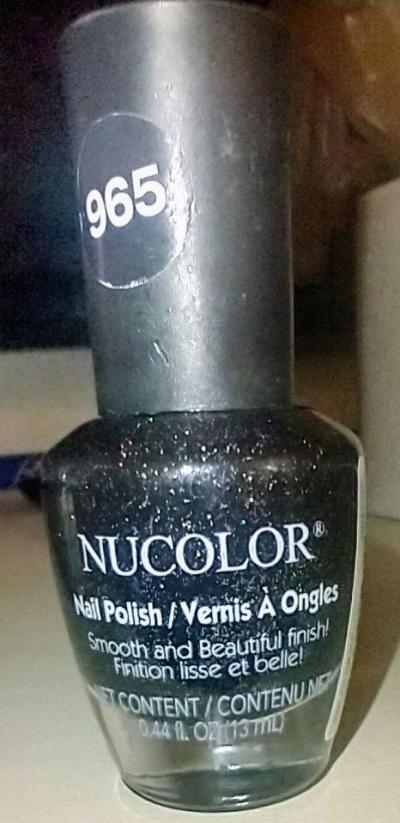 965
NUCOLOR®
Nail Polish / Vernis À Ongles
Smooth and Beautiful finish!
Finition lisse et belle!
NET CONTENT / CONTENU NET
0.44 fl. OZ (13 mL)